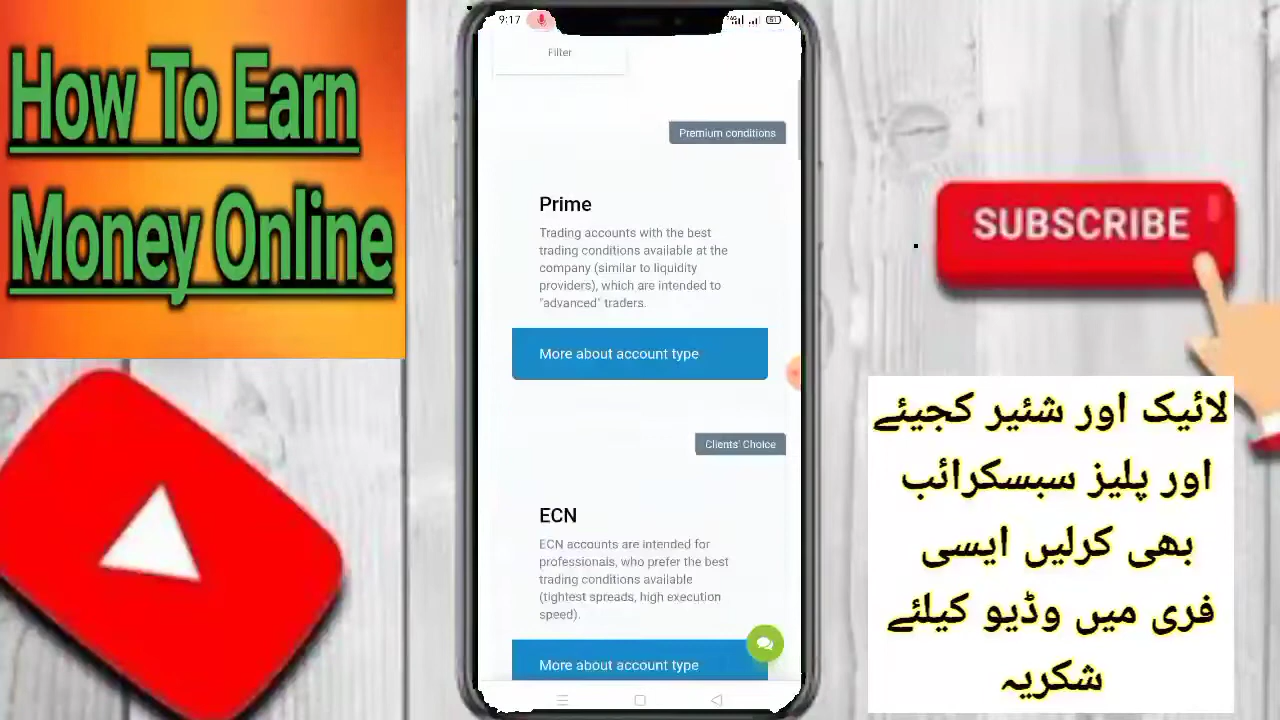 How To Earn
Money Online
9:17
51
Filter
Premium conditions
Prime
Trading accounts with the best
trading conditions available at the
company (similar to liquidity
providers), which are intended to
"advanced" traders.
More about account type
Clients' Choice
ECN
ECN accounts are intended for
professionals, who prefer the best
trading conditions available
(tightest spreads, high execution
speed).
More about account type
SUBSCRIBE
لائیک اور شئیر کجیئے
اور پلیز سبسکرائب
بھی کرلیں ایسی
فری میں وڈیو کیلئے
شکریہ